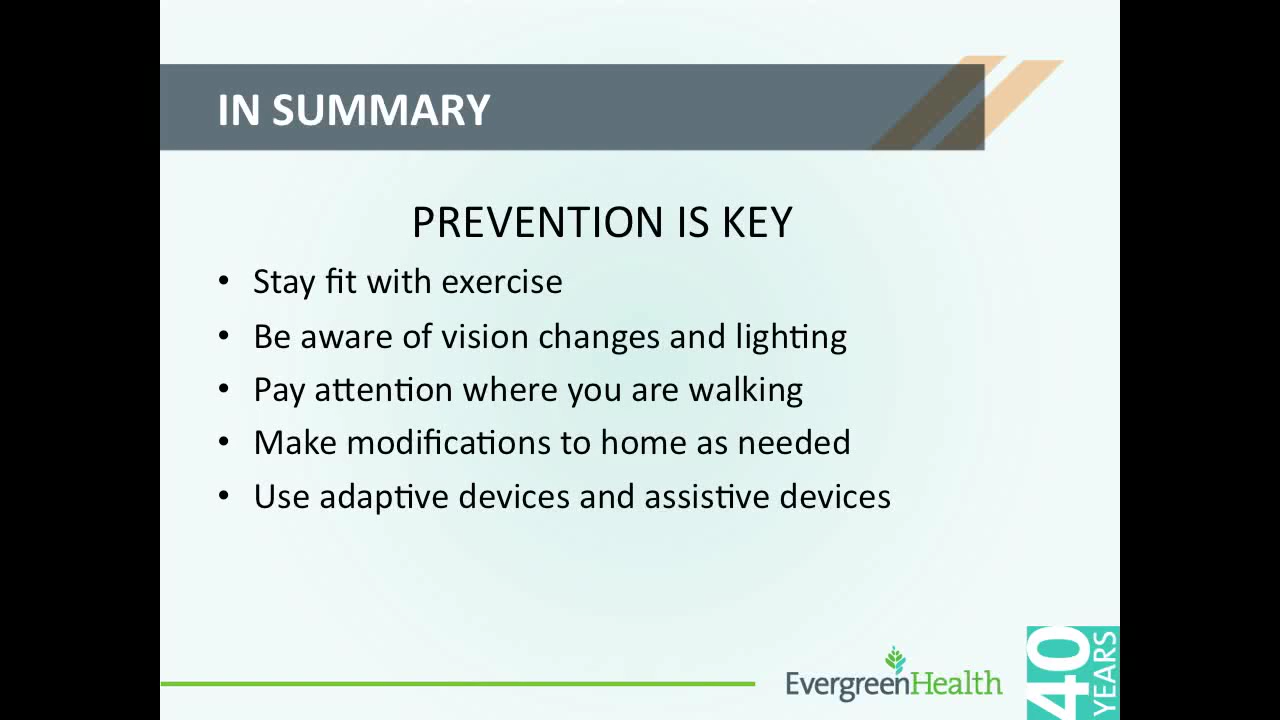 IN SUMMARY
PREVENTION IS KEY
• Stay fit with exercise
• Be aware of vision changes and lighting
• Pay attention where you are walking
• Make modifications to home as needed
• Use adaptive devices and assistive devices
EvergreenHealth
40
YEARS